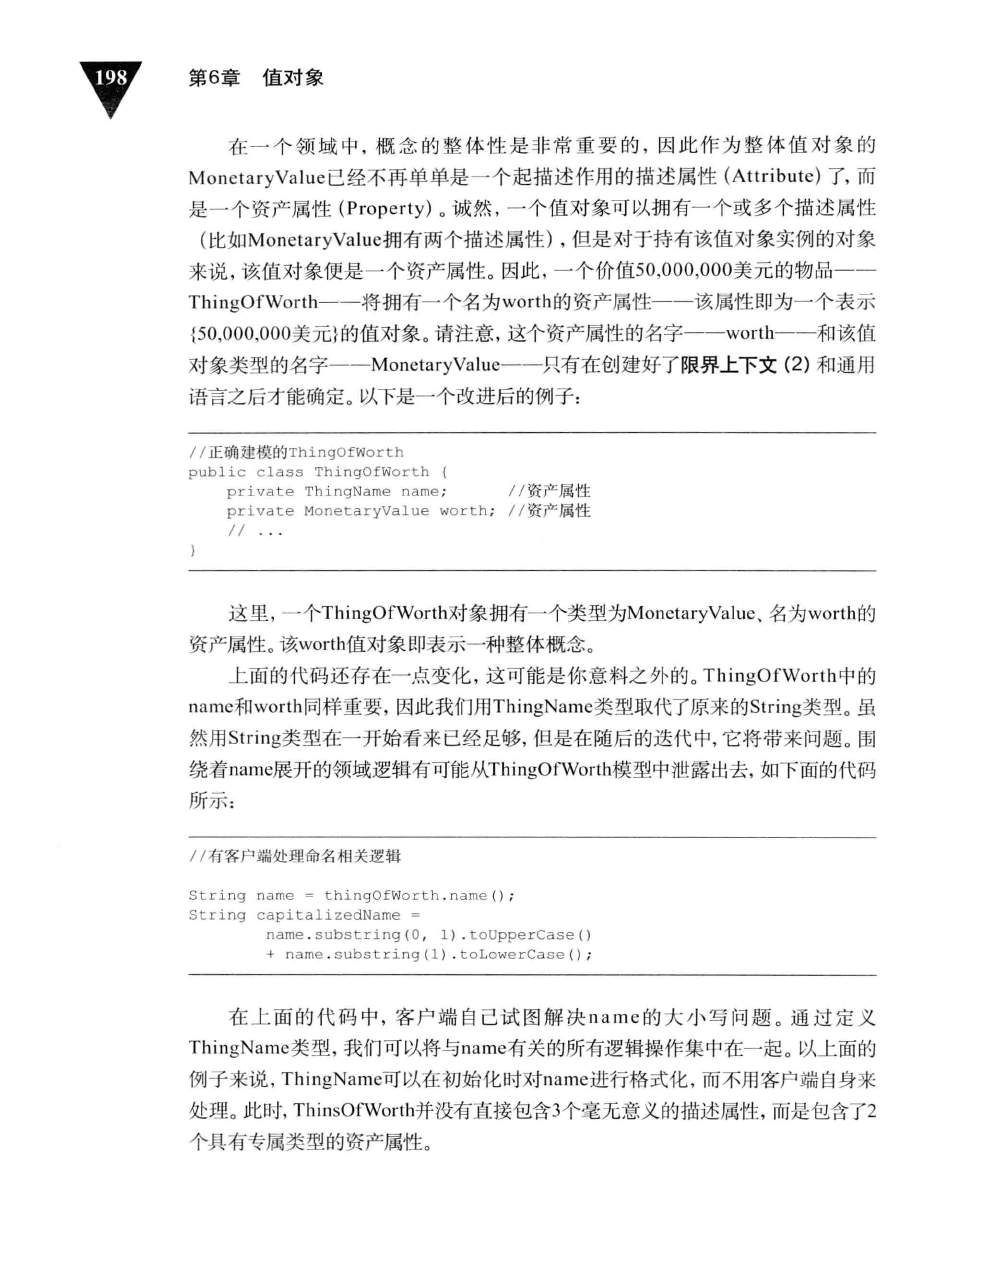 198
第6章 值对象
在一个领域中，概念的整体性是非常重要的，因此作为整体值对象的
MonetaryValue已经不再单单是一个起描述作用的描述属性（Attribute）了，而
是一个资产属性（Property）。诚然，一个值对象可以拥有一个或多个描述属性
（比如MonetaryValue拥有两个描述属性），但是对于持有该值对象实例的对象
来说，该值对象便是一个资产属性。因此，一个价值50,000,000美元的物品——
ThingOfWorth——将拥有一个名为worth的资产属性——该属性即为一个表示
{50,000,000美元}的值对象。请注意，这个资产属性的名字——worth——和该值
对象类型的名字——MonetaryValue——只有在创建好了限界上下文（2）和通用
语言之后才能确定。以下是一个改进后的例子：
//正确建模的ThingOfWorth
public class ThingOfWorth {
    private ThingName name;      //资产属性
    private MonetaryValue worth; //资产属性
    // ...
}
这里，一个ThingOfWorth对象拥有一个类型为MonetaryValue、名为worth的
资产属性。该worth值对象即表示一种整体概念。
上面的代码还存在一点变化，这可能是你意料之外的。ThingOfWorth中的
name和worth同样重要，因此我们用ThingName类型取代了原来的String类型。虽
然用String类型在一开始看来已经足够，但是在随后的迭代中，它将带来问题。围
绕着name展开的领域逻辑有可能从ThingOfWorth模型中泄露出去，如下面的代码
所示：
//有客户端处理命名相关逻辑
String name = thingOfWorth.name();
String capitalizedName =
        name.substring(0, 1).toUpperCase()
        + name.substring(1).toLowerCase();
在上面的代码中，客户端自己试图解决name的大小写问题。通过定义
ThingName类型，我们可以将与name有关的所有逻辑操作集中在一起。以上面的
例子来说，ThingName可以在初始化时对name进行格式化，而不用客户端自身来
处理。此时，ThinsOfWorth并没有直接包含3个毫无意义的描述属性，而是包含了2
个具有专属类型的资产属性。